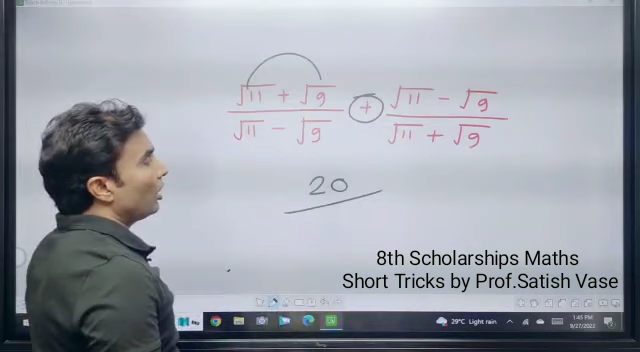 √11 + √9 / √11 - √9 + √11 - √9 / √11 + √9
20
8th Scholarships Maths
Short Tricks by Prof.Satish Vase
29°C Light rain
1:45 PM
9/27/2022